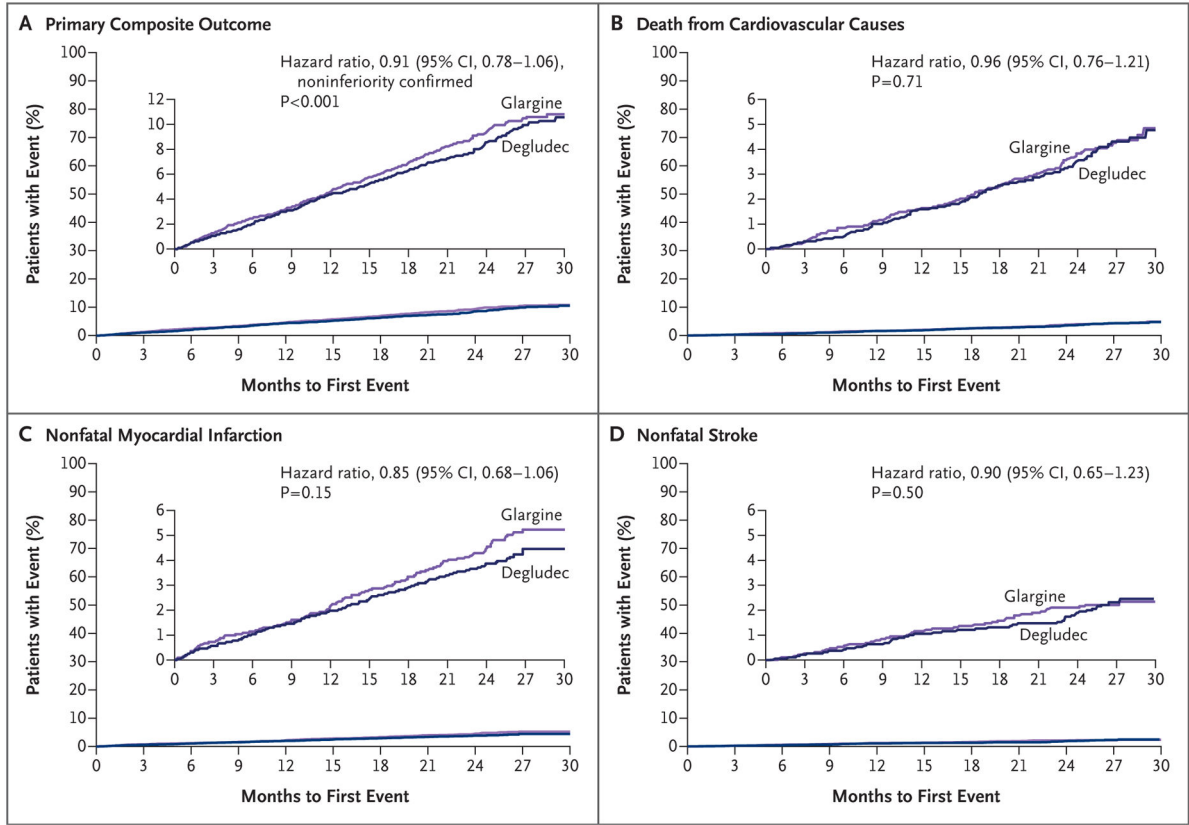 A Primary Composite Outcome
Hazard ratio, 0.91 (95% CI, 0.78–1.06),
noninferiority confirmed
P<0.001
Patients with Event (%)
100
90
80
70
60
50
40
30
20
10
0
12
10
8
6
4
2
0
Glargine
Degludec
0 3 6 9 12 15 18 21 24 27 30
0 3 6 9 12 15 18 21 24 27 30
Months to First Event
B Death from Cardiovascular Causes
Hazard ratio, 0.96 (95% CI, 0.76–1.21)
P=0.71
Patients with Event (%)
100
90
80
70
60
50
40
30
20
10
0
6
5
4
3
2
1
0
Glargine
Degludec
0 3 6 9 12 15 18 21 24 27 30
0 3 6 9 12 15 18 21 24 27 30
Months to First Event
C Nonfatal Myocardial Infarction
Hazard ratio, 0.85 (95% CI, 0.68–1.06)
P=0.15
Patients with Event (%)
100
90
80
70
60
50
40
30
20
10
0
6
5
4
3
2
1
0
Glargine
Degludec
0 3 6 9 12 15 18 21 24 27 30
0 3 6 9 12 15 18 21 24 27 30
Months to First Event
D Nonfatal Stroke
Hazard ratio, 0.90 (95% CI, 0.65–1.23)
P=0.50
Patients with Event (%)
100
90
80
70
60
50
40
30
20
10
0
6
5
4
3
2
1
0
Glargine
Degludec
0 3 6 9 12 15 18 21 24 27 30
0 3 6 9 12 15 18 21 24 27 30
Months to First Event